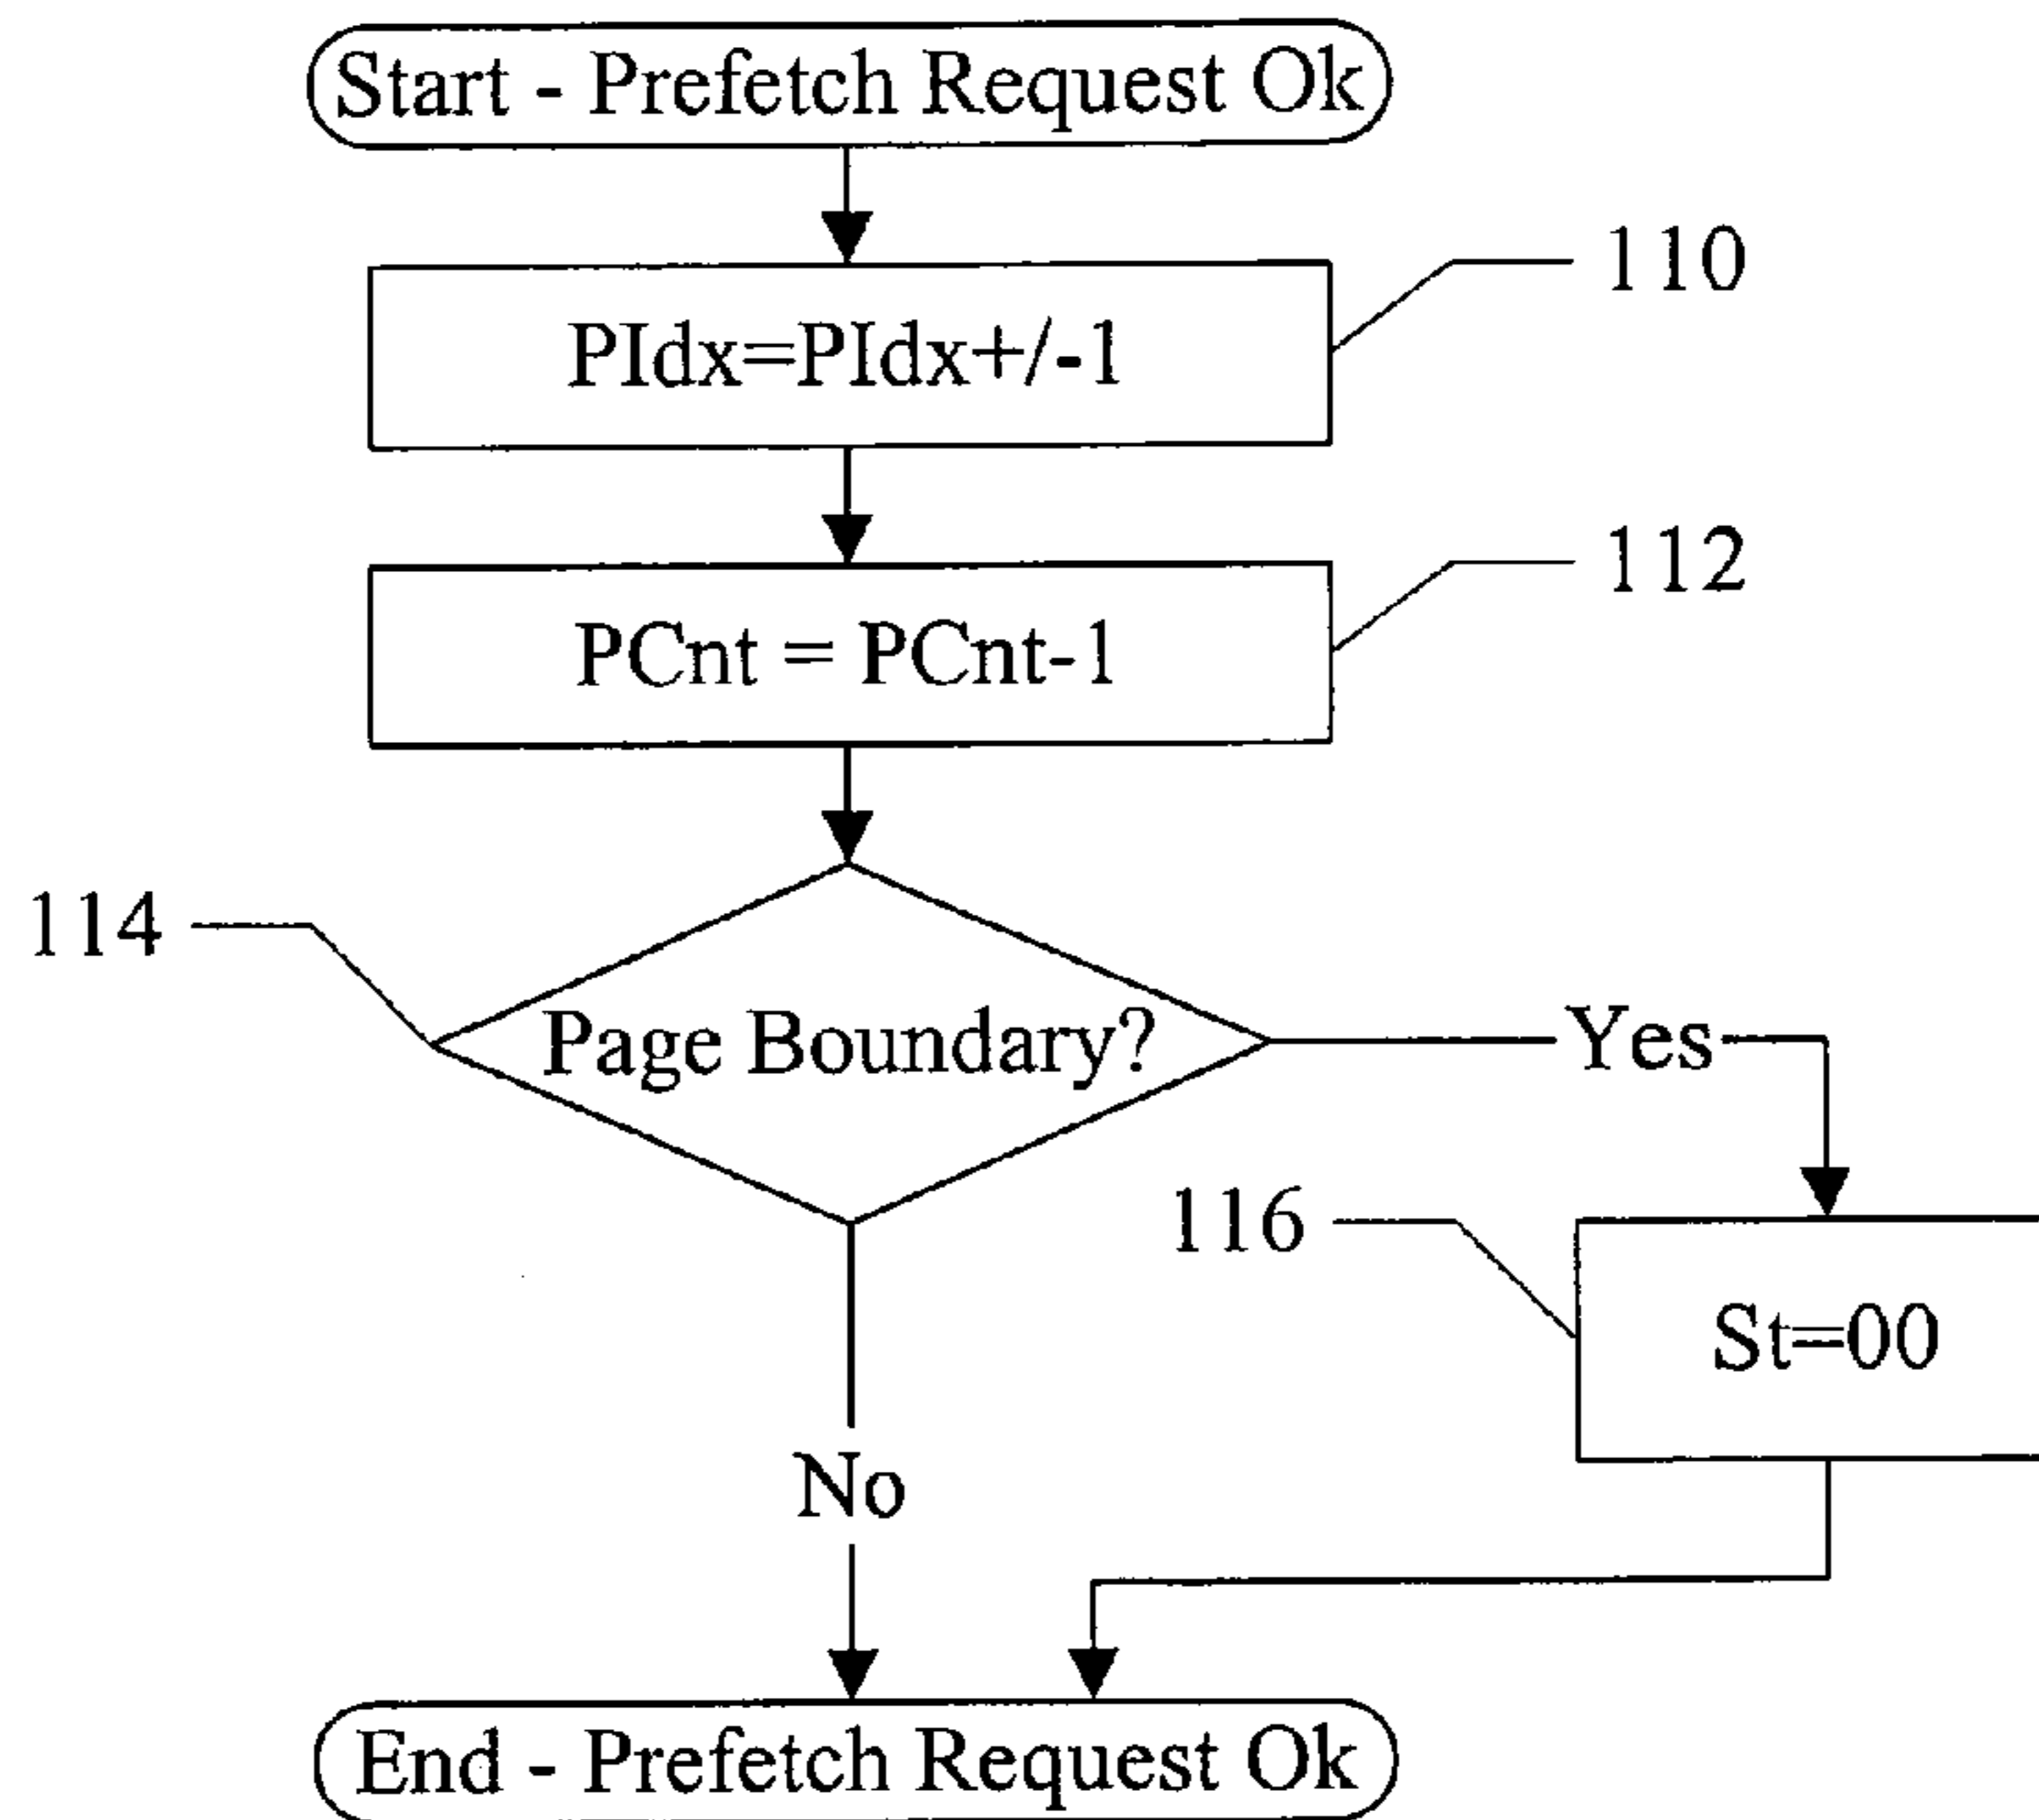 Start - Prefetch Request Ok
110
PIdx=PIdx+/-1
112
PCnt = PCnt-1
114
Page Boundary?
Yes
116
St=00
No
End - Prefetch Request Ok